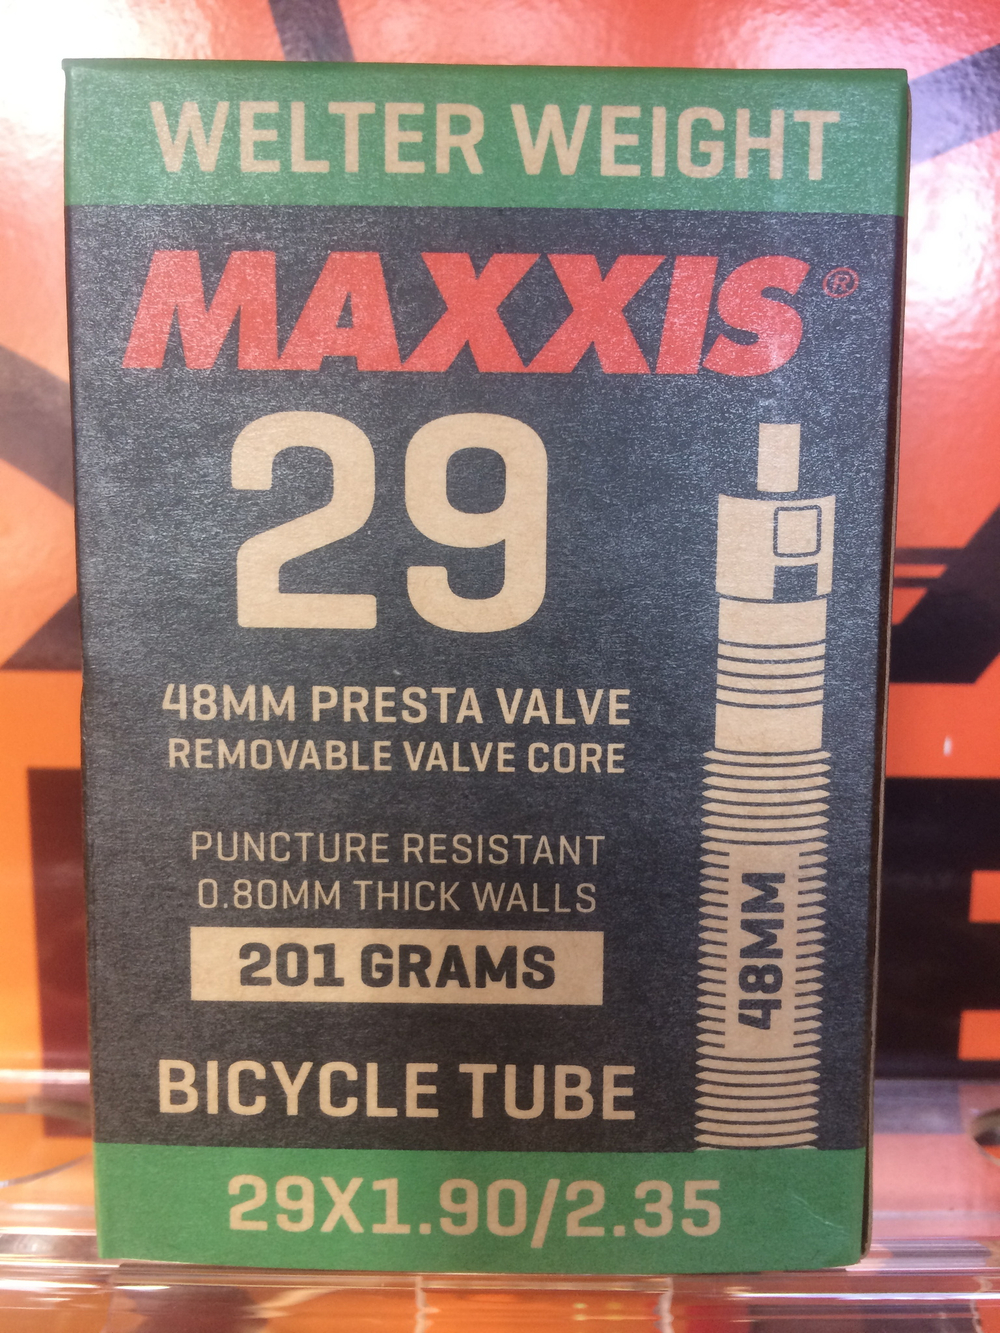 WELTER WEIGHT
MAXXIS®
29
48MM PRESTA VALVE
REMOVABLE VALVE CORE
PUNCTURE RESISTANT
0.80MM THICK WALLS
201 GRAMS
48MM
BICYCLE TUBE
29X1.90/2.35